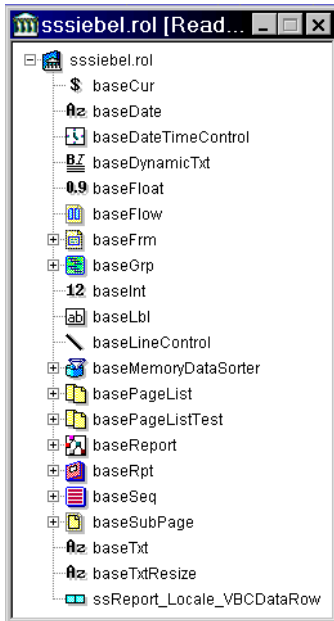 sssiebel.rol [Read...
sssiebel.rol
$ baseCur
Az baseDate
baseDateTimeControl
B/ baseDynamicTxt
0.9 baseFloat
baseFlow
baseFrm
baseGrp
12 baseInt
ab baseLbl
baseLineControl
baseMemoryDataSorter
basePageList
basePageListTest
baseReport
baseRpt
baseSeq
baseSubPage
Az baseTxt
Az baseTxtResize
ssReport_Locale_VBCDataRow